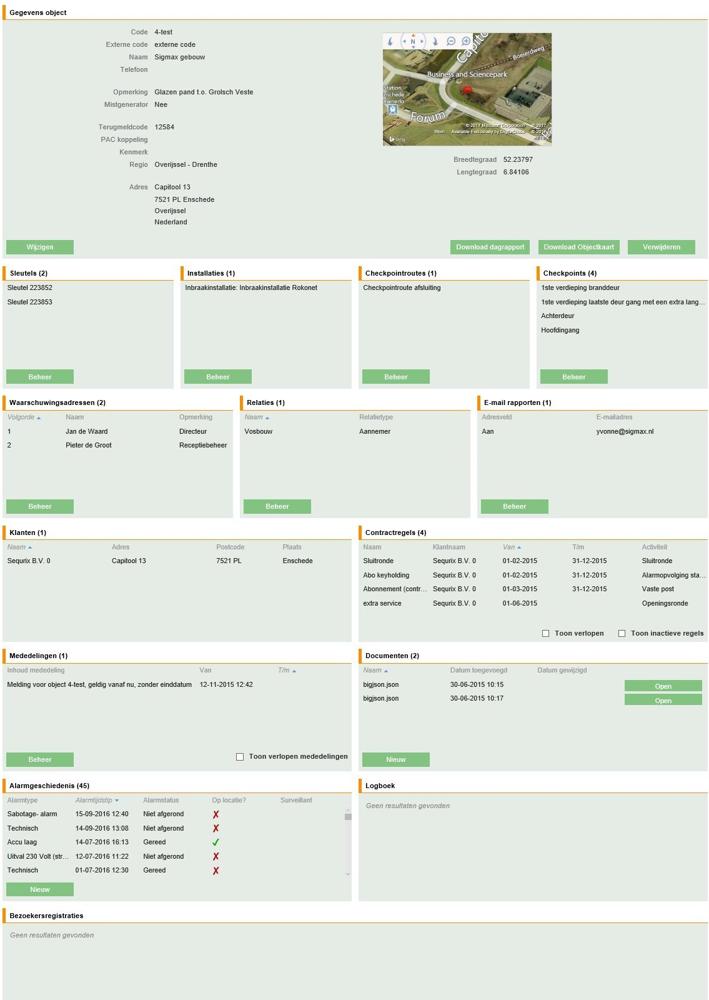 Gegevens object
Code 4-test
Externe code externe code
Naam Sigmax gebouw
Telefoon
Opmerking Glazen pand t.o. Grolsch Veste
Mistgenerator Nee
Terugmeldcode 12584
PAC koppeling
Kenmerk
Regio Overijssel - Drenthe
Adres Capitool 13
7521 PL Enschede
Overijssel
Nederland
N
Capito
Boeierdweg
Business and Sciencepark
Station
Enschede
Drienerlo
Forum
© 2017 Microsoft Corporation © 2017
Blom Available Exclusively by DigitalGlobe © 2017
HERE
bing
Breedtegraad 52.23797
Lengtegraad 6.84106
Wijzigen
Download dagrapport Download Objectkaart Verwijderen
Sleutels (2)
Sleutel 223852
Sleutel 223853
Beheer
Installaties (1)
Inbraakinstallatie: Inbraakinstallatie Rokonet
Beheer
Checkpointroutes (1)
Checkpointroute afsluiting
Beheer
Checkpoints (4)
1ste verdieping branddeur
1ste verdieping laatste deur gang met een extra lang...
Achterdeur
Hoofdingang
Beheer
Waarschuwingsadressen (2)
Volgorde Naam Opmerking
1 Jan de Waard Directeur
2 Pieter de Groot Receptiebeheer
Beheer
Relaties (1)
Naam Relatietype
Vosbouw Aannemer
Beheer
E-mail rapporten (1)
Adresveld E-mailadres
Aan yvonne@sigmax.nl
Beheer
Klanten (1)
Naam Adres Postcode Plaats
Sequrix B.V. 0 Capitool 13 7521 PL Enschede
Contractregels (4)
Naam Klantnaam Van T/m Activiteit
Sluitronde Sequrix B.V. 0 01-02-2015 31-12-2015 Sluitronde
Abo keyholding Sequrix B.V. 0 01-02-2015 31-12-2015 Alarmopvolging sta...
Abonnement (contr... Sequrix B.V. 0 01-03-2015 31-12-2015 Vaste post
extra service Sequrix B.V. 0 01-06-2015 Openingsronde
Toon verlopen Toon inactieve regels
Mededelingen (1)
Inhoud mededeling Van T/m
Melding voor object 4-test, geldig vanaf nu, zonder einddatum 12-11-2015 12:42
Beheer Toon verlopen mededelingen
Documenten (2)
Naam Datum toegevoegd Datum gewijzigd
bigjson.json 30-06-2015 10:15 Open
bigjson.json 30-06-2015 10:17 Open
Nieuw
Alarmgeschiedenis (45)
Alarmtype Alarmtijdstip Alarmstatus Op locatie? Surveillant
Sabotage- alarm 15-09-2016 12:40 Niet afgerond ✗
Technisch 14-09-2016 13:08 Niet afgerond ✗
Accu laag 14-07-2016 16:13 Gereed ✓
Uitval 230 Volt (str... 12-07-2016 11:22 Niet afgerond ✗
Technisch 01-07-2016 12:30 Gereed ✗
Nieuw
Logboek
Geen resultaten gevonden
Bezoekersregistraties
Geen resultaten gevonden